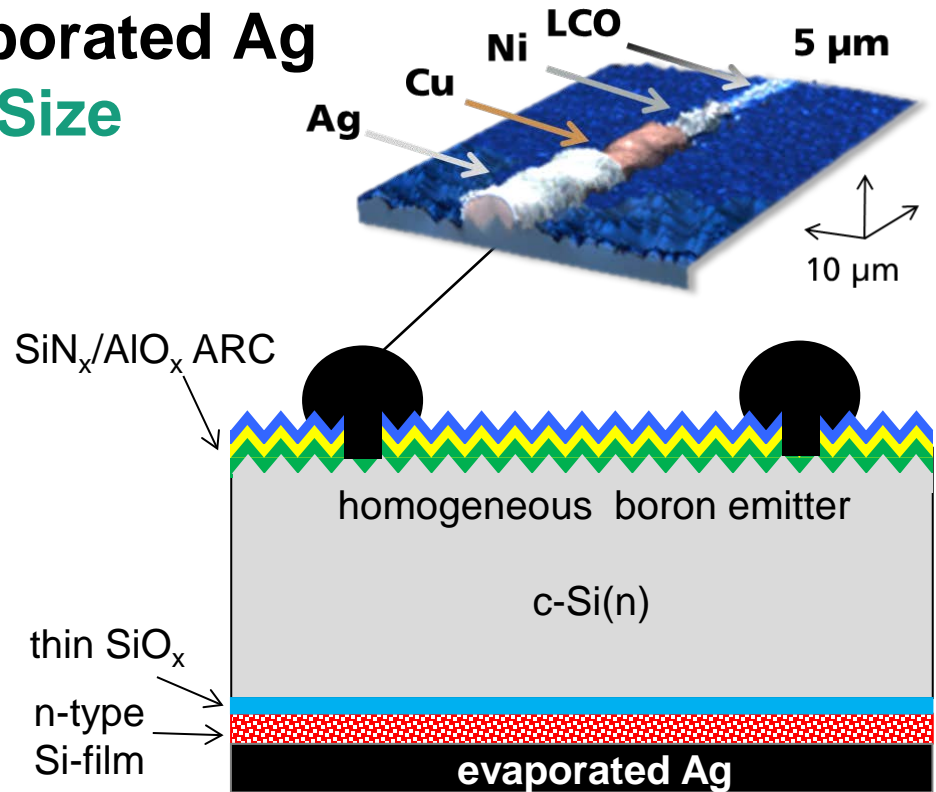 porated Ag
Size
LCO
5 µm
Ni
Cu
Ag
10 µm
SiNₓ/AlOₓ ARC
homogeneous boron emitter
c-Si(n)
thin SiOₓ
n-type
Si-film
evaporated Ag